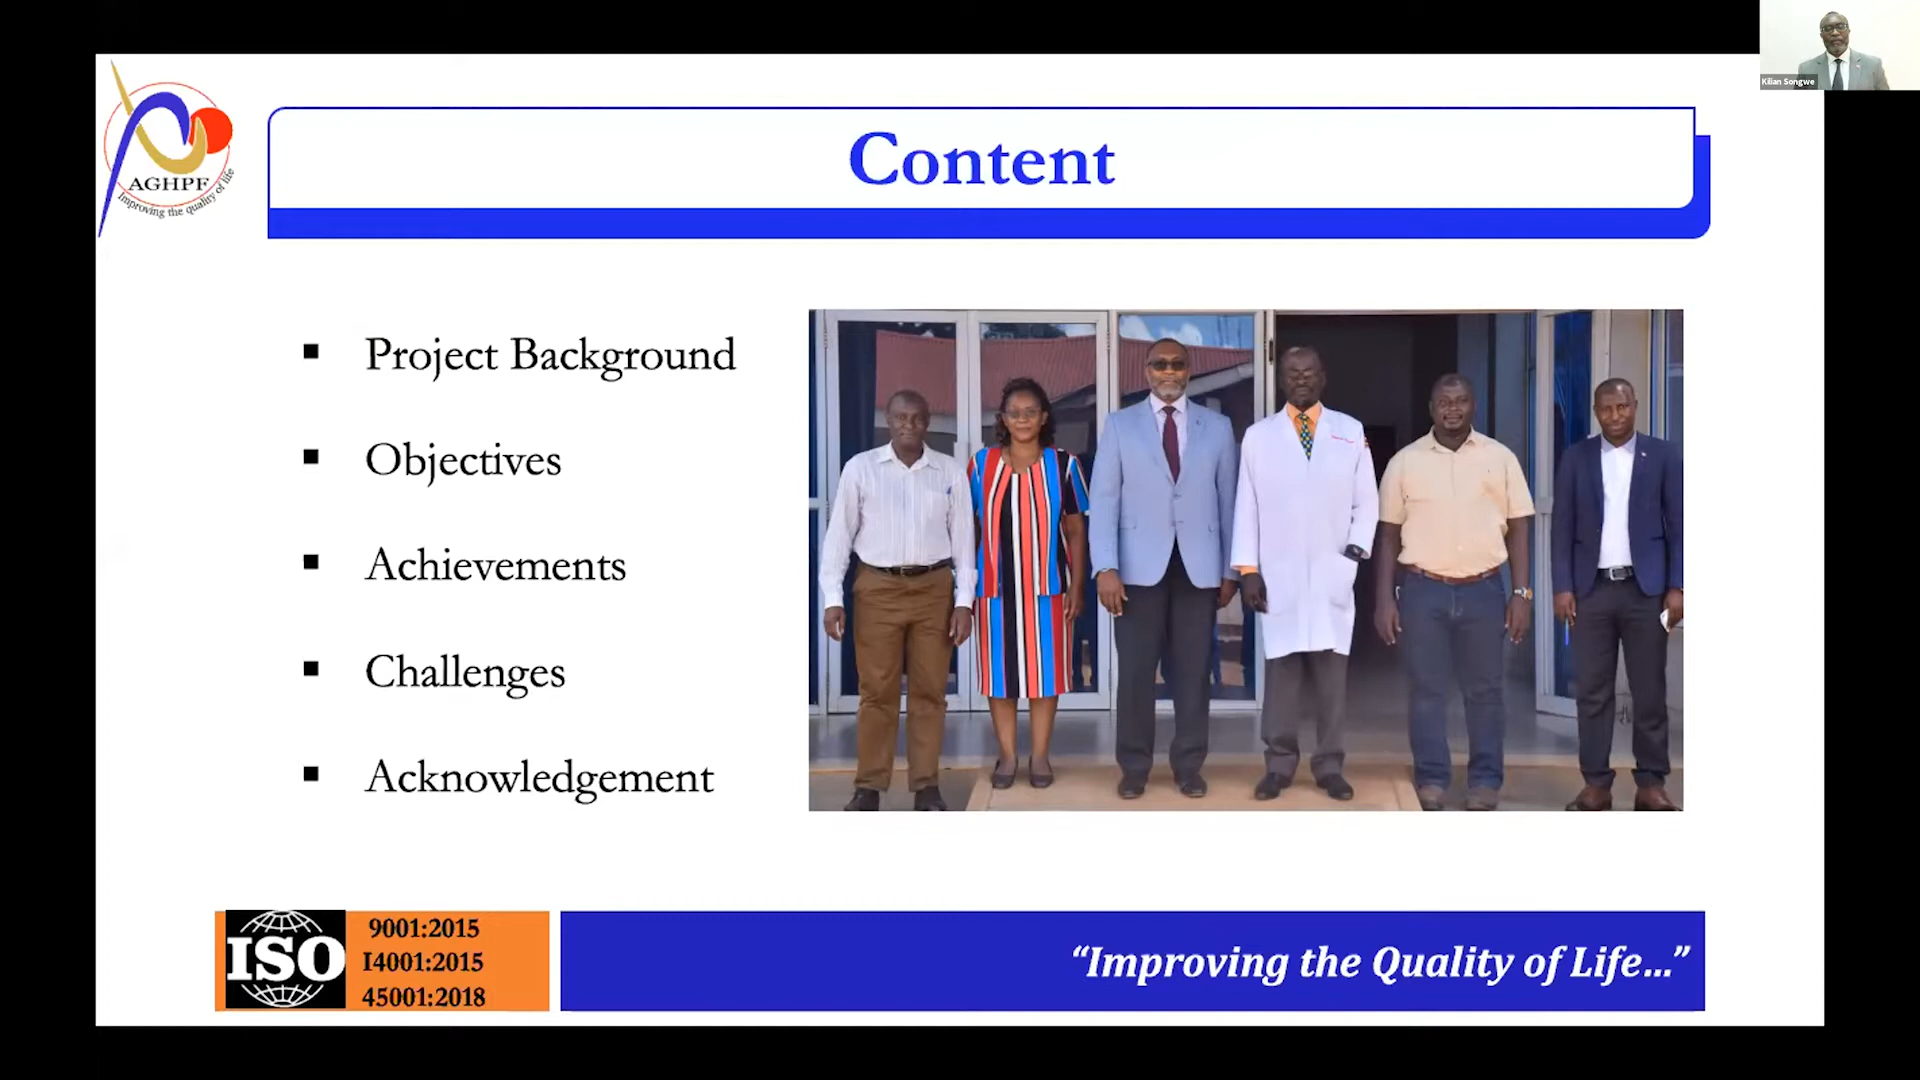 Kilian Songwe
AGHPF
Improving the quality of life
Content
Project Background
Objectives
Achievements
Challenges
Acknowledgement
ISO
9001:2015
14001:2015
45001:2018
“Improving the Quality of Life...”